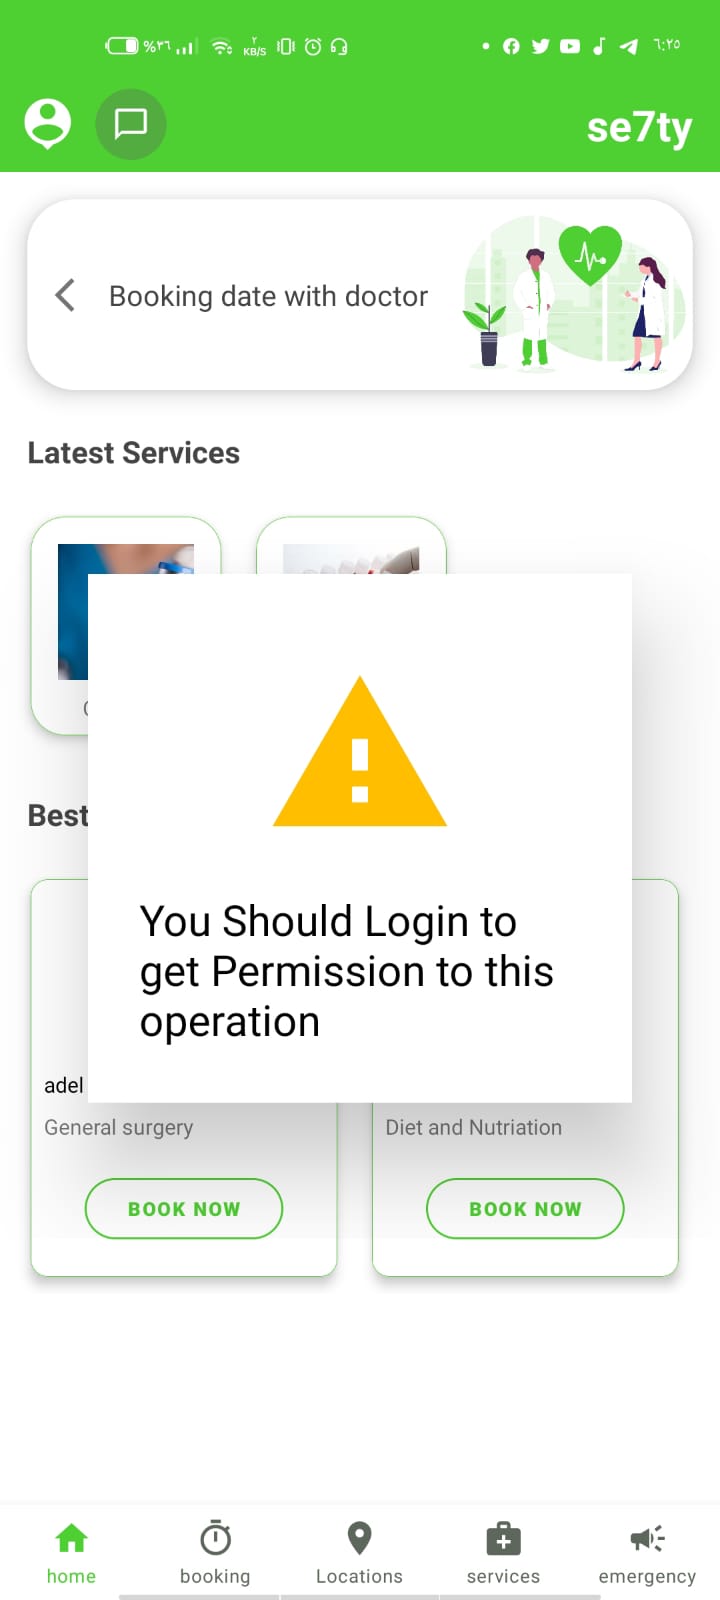 %٣٦
٢
KB/S
٦:٢٥
se7ty
Booking date with doctor
Latest Services
Best
You Should Login to
get Permission to this
operation
adel
General surgery
Diet and Nutriation
BOOK NOW
BOOK NOW
home
booking
Locations
services
emergency